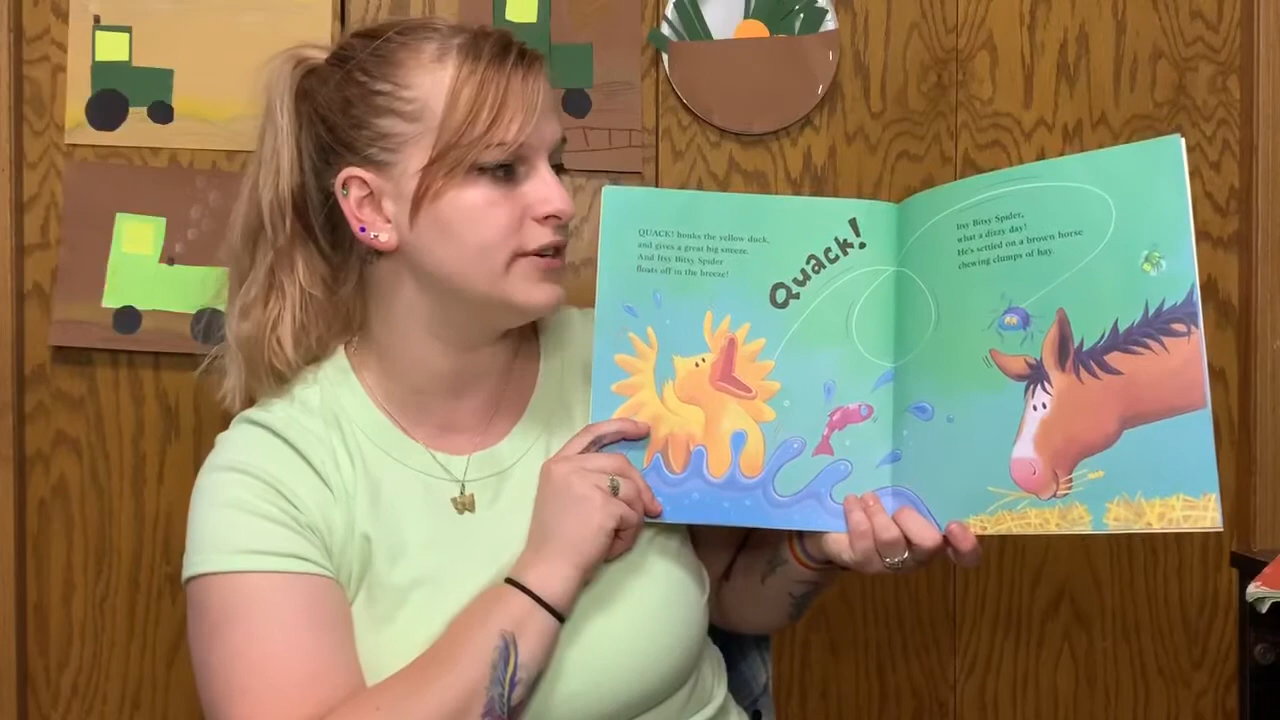 QUACK! honks the yellow duck,
and gives a great big sneeze.
And Itsy Bitsy Spider
floats off in the breeze!
Quack!
Itsy Bitsy Spider,
what a dizzy day!
He's settled on a brown horse
chewing clumps of hay.